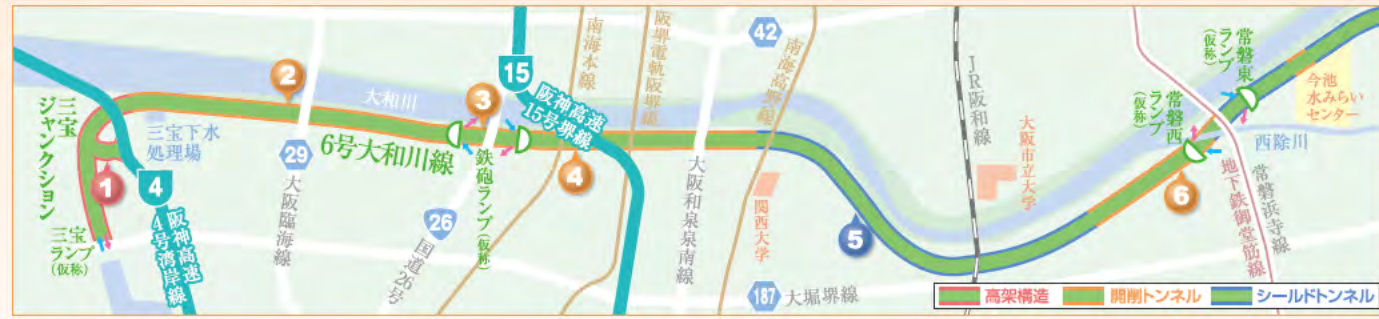 三宝
ジャンクション
三宝下水
処理場
三宝
ランプ
(仮称)
1
4
阪神高速
4号湾岸線
2
29
大阪臨海線
6号大和川線
大和川
3
鉄砲ランプ(仮称)
26
国道26号
15
阪神高速
15号堺線
南海本線
阪堺電軌阪堺線
4
大阪和泉泉南線
42
南海高野線
関西大学
187
大堀堺線
5
JR阪和線
大阪市立大学
常磐西
ランプ
(仮称)
常磐東
ランプ
(仮称)
6
地下鉄御堂筋線
常磐浜寺線
西除川
今池
水みらい
センター
高架構造
開削トンネル
シールドトンネル